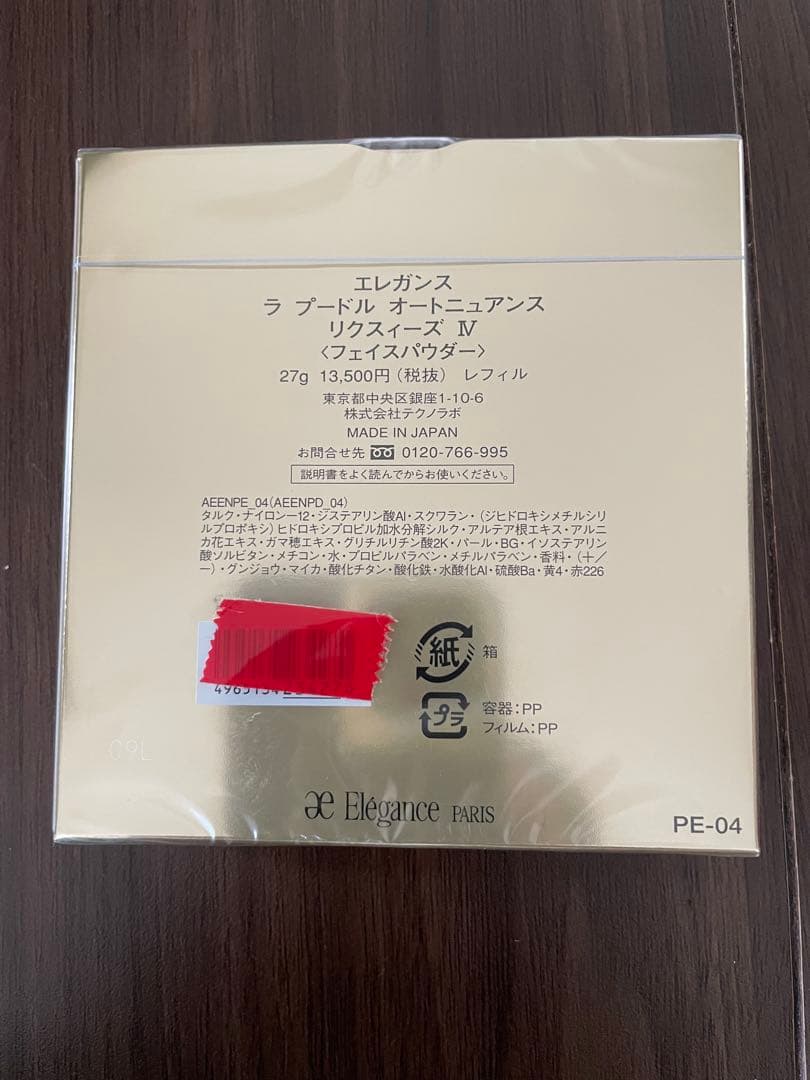 エレガンス
ラ プードル オートニュアンス
リクスィーズ Ⅳ
〈フェイスパウダー〉
27g 13,500円(税抜) レフィル
東京都中央区銀座1-10-6
株式会社テクノラボ
MADE IN JAPAN
お問合せ先 0120-766-995
説明書をよく読んでからお使いください。
AEENPE_04(AEENPD_04)
タルク・ナイロンー12・ジステアリン酸Al・スクワラン・(ジヒドロキシメチルシリ
ルプロポキシ)ヒドロキシプロピル加水分解シルク・アルテア根エキス・アルニ
カ花エキス・ガマ穂エキス・グリチルリチン酸2K・パール・BG・イソステアリン
酸ソルビタン・メチコン・水・プロピルパラベン・メチルパラベン・香料・(+/
ー)・グンジョウ・マイカ・酸化チタン・酸化鉄・水酸化Al・硫酸Ba・黄4・赤226
紙 箱
プラ 容器:PP
フィルム:PP
09L
æ Elégance PARIS
PE-04